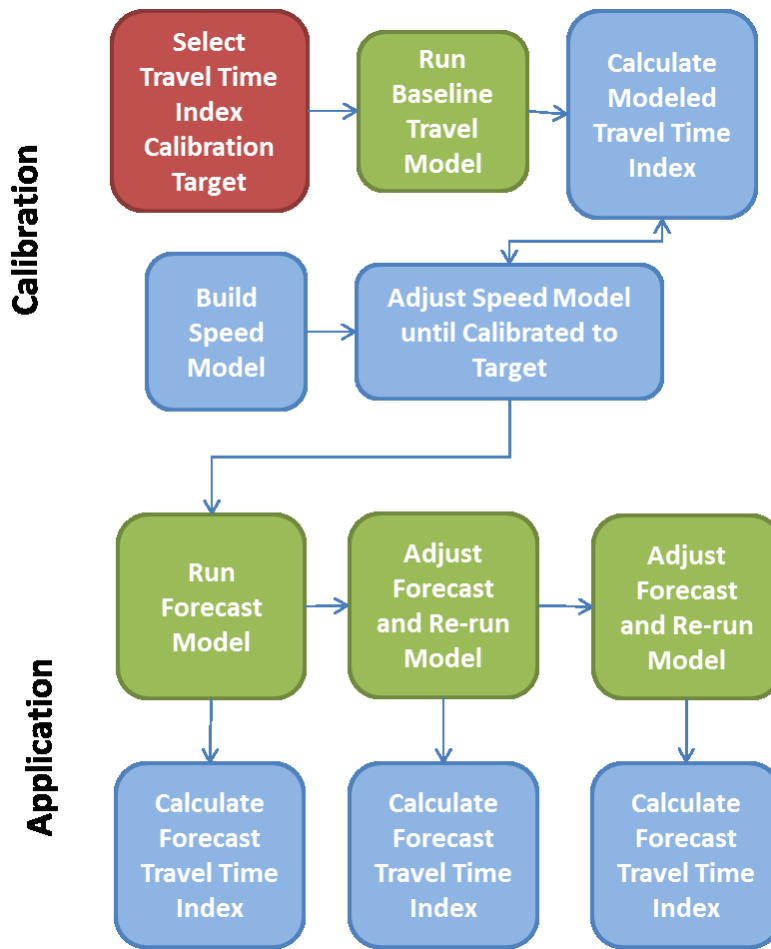 Calibration
Select
Travel Time
Index
Calibration
Target
Run
Baseline
Travel
Model
Calculate
Modeled
Travel Time
Index
Build
Speed
Model
Adjust Speed Model
until Calibrated to
Target
Application
Run
Forecast
Model
Adjust
Forecast
and Re-run
Model
Adjust
Forecast
and Re-run
Model
Calculate
Forecast
Travel Time
Index
Calculate
Forecast
Travel Time
Index
Calculate
Forecast
Travel Time
Index